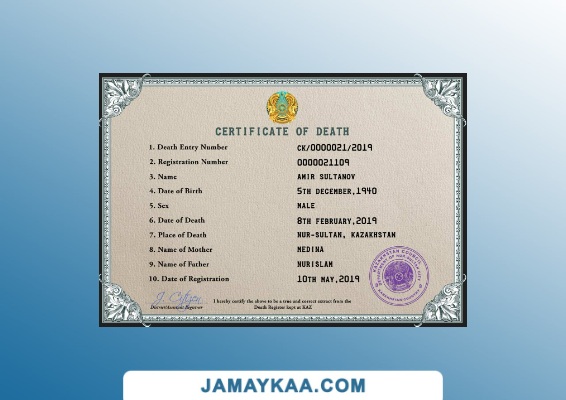 CERTIFICATE OF DEATH
1. Death Entry Number CK/0000021/2019
2. Registration Number 0000021109
3. Name AMIR SULTANOV
4. Date of Birth 5TH DECEMBER,1940
5. Sex MALE
6. Date of Death 8TH FEBRUARY,2019
7. Place of Death NUR-SULTAN, KAZAKHSTAN
8. Name of Mother MEDINA
9. Name of Father NURISLAM
10. Date of Registration 10TH MAY,2019
J. Citizen
District/Assistant Registrar
I hereby certify the above to be a true and correct extract from the
Death Register kept at KAZ
JAMAYKAA.COM